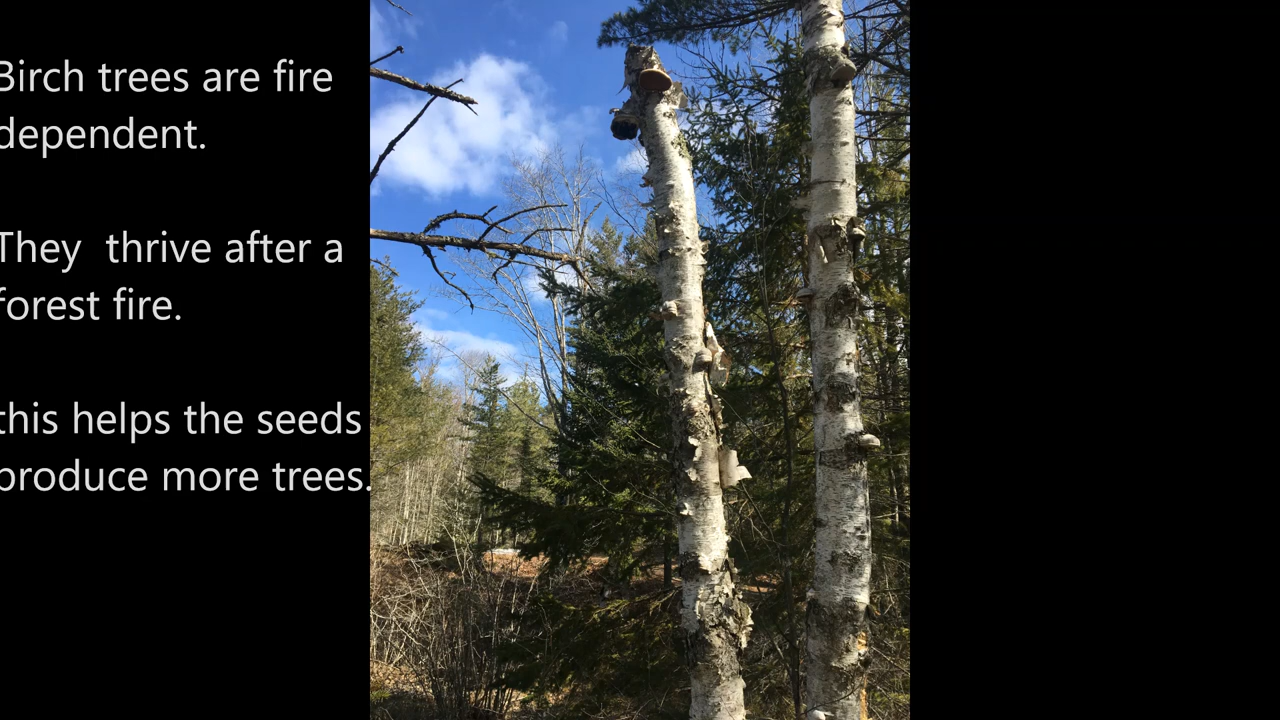 Birch trees are fire
dependent.
They  thrive after a
forest fire.
this helps the seeds
produce more trees.